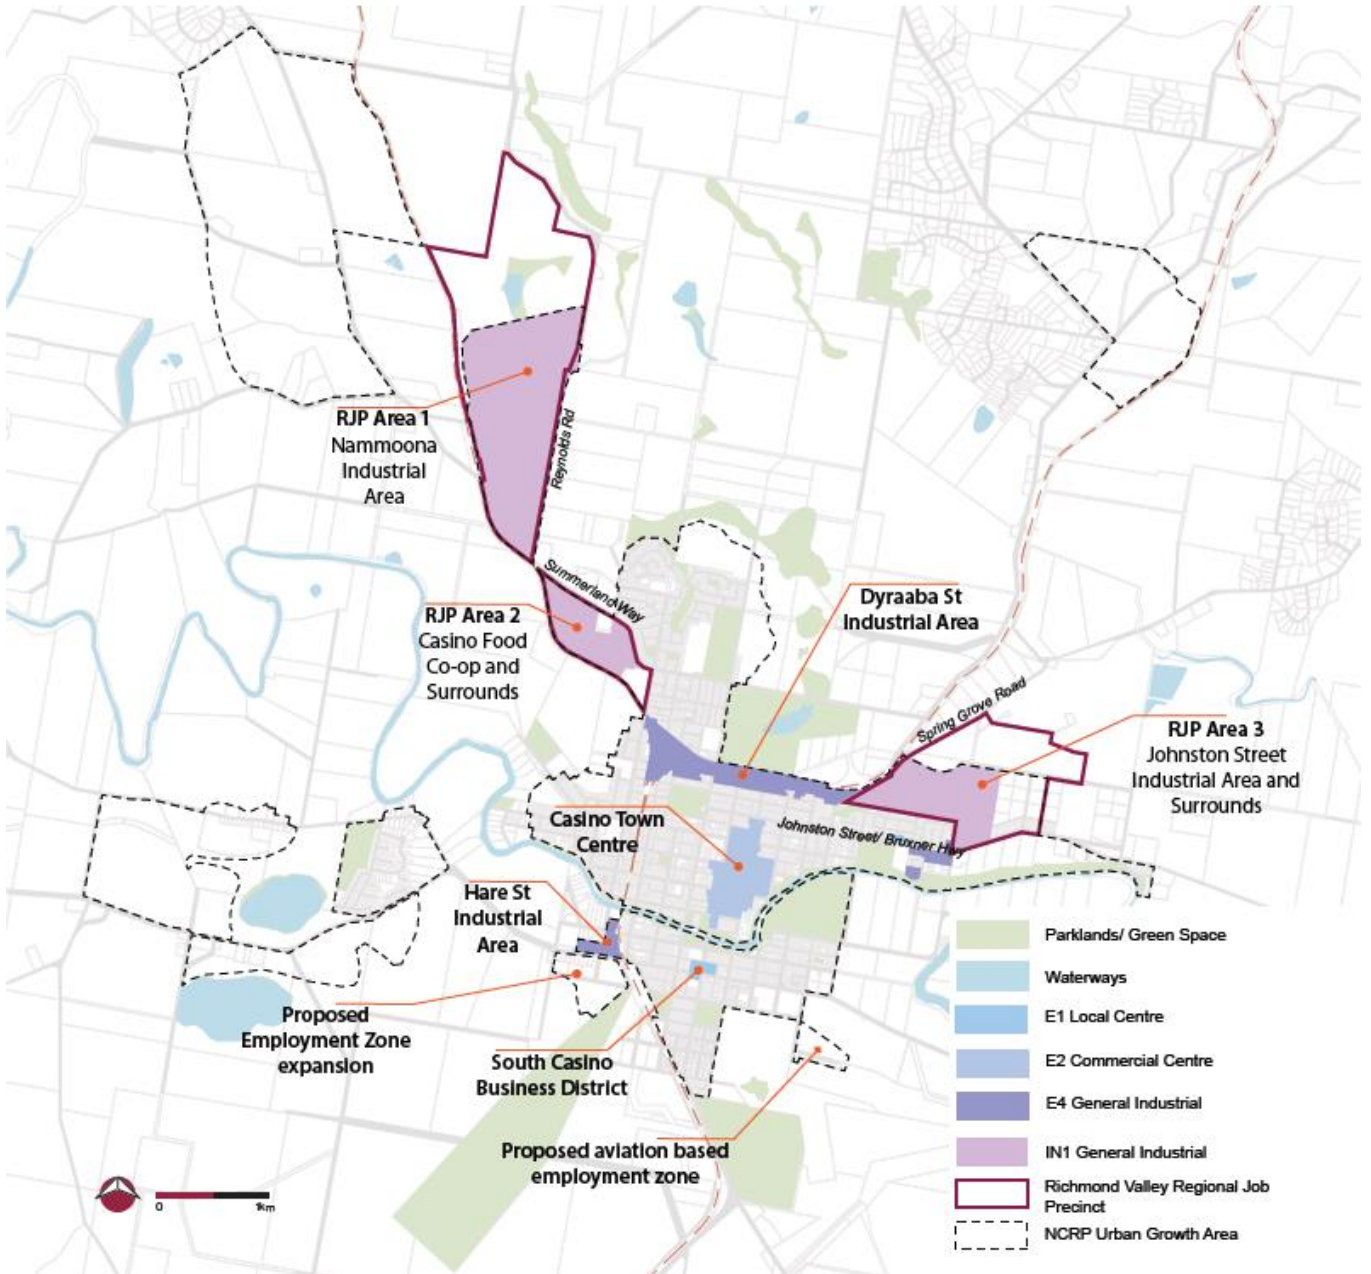 RJP Area 1
Nammoona
Industrial
Area
Reynolds Rd
Summerland Way
RJP Area 2
Casino Food
Co-op and
Surrounds
Dyraaba St
Industrial Area
Spring Grove Road
RJP Area 3
Johnston Street
Industrial Area and
Surrounds
Casino Town
Centre
Johnston Street/ Bruxner Hwy
Hare St
Industrial
Area
Proposed
Employment Zone
expansion
South Casino
Business District
Proposed aviation based
employment zone
0 1km
Parklands/ Green Space
Waterways
E1 Local Centre
E2 Commercial Centre
E4 General Industrial
IN1 General Industrial
Richmond Valley Regional Job
Precinct
NCRP Urban Growth Area